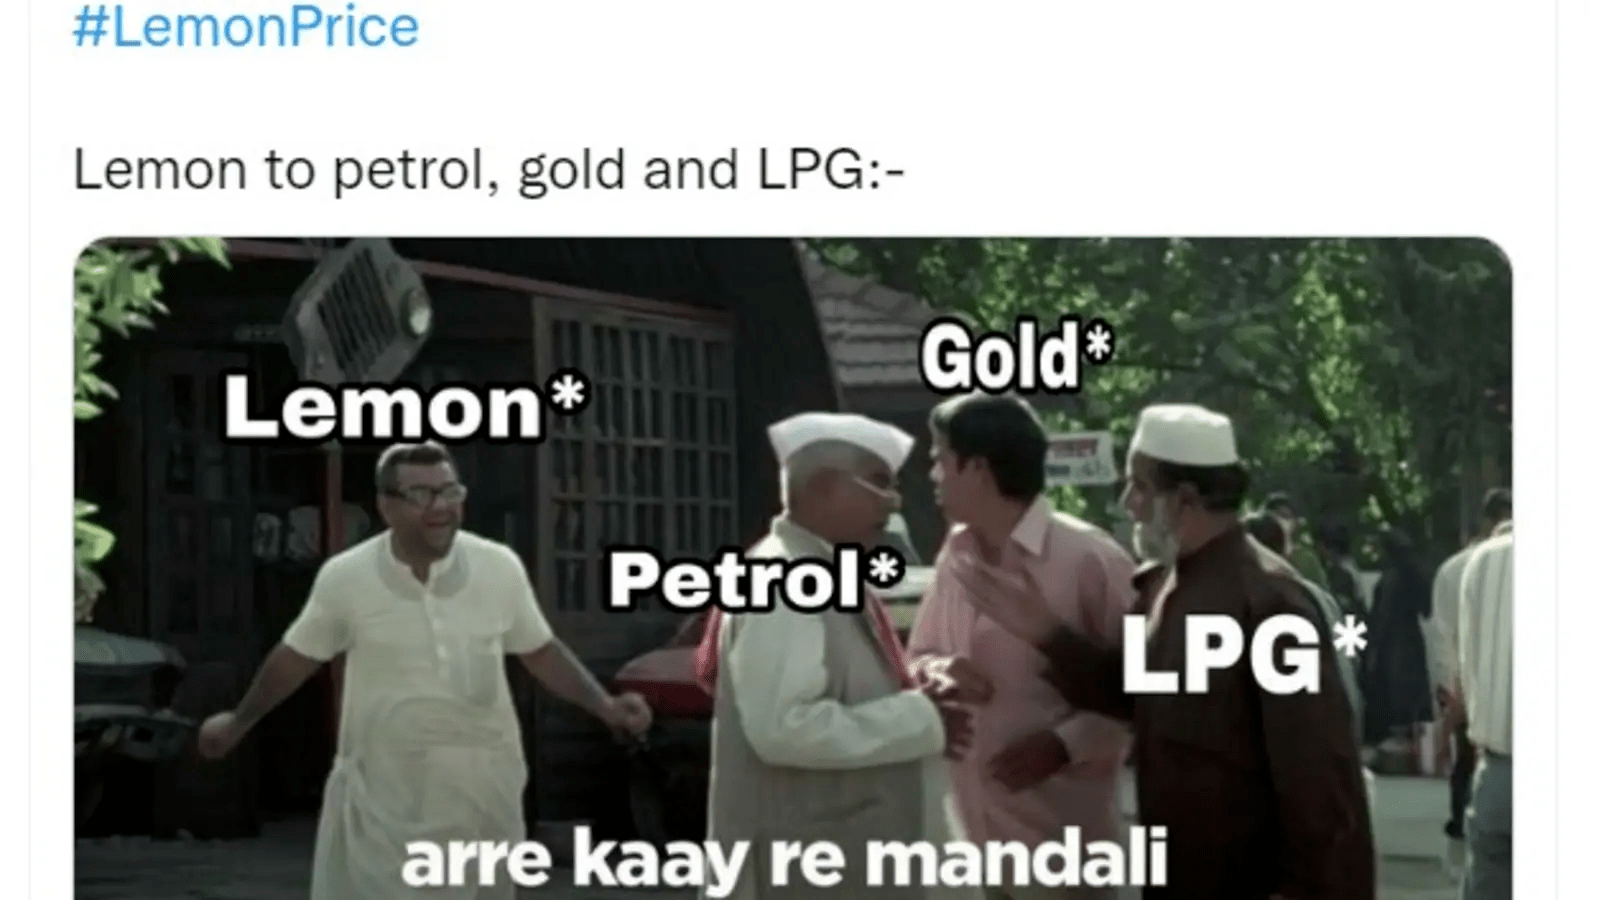 #LemonPrice
Lemon to petrol, gold and LPG:-
Gold*
Lemon*
Petrol*
LPG*
arre kaay re mandali